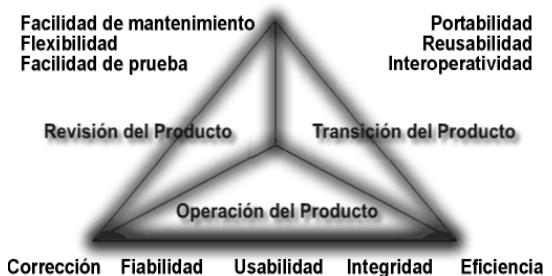 Facilidad de mantenimiento
Flexibilidad
Facilidad de prueba
Portabilidad
Reusabilidad
Interoperatividad
Revisión del Producto
Transición del Producto
Operación del Producto
Corrección Fiabilidad Usabilidad Integridad Eficiencia